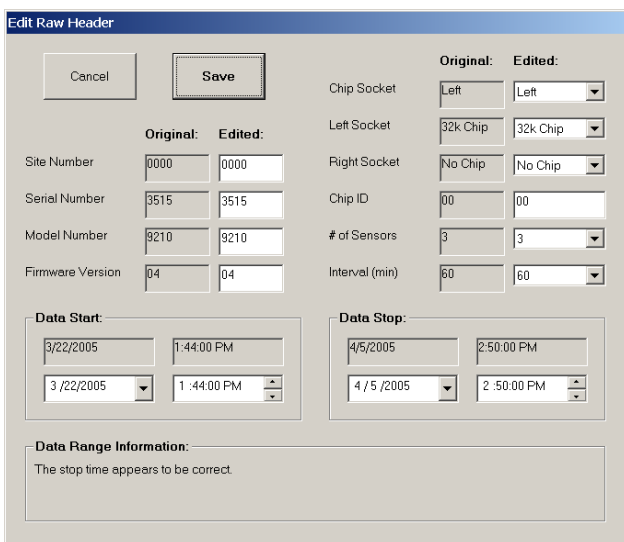 Edit Raw Header
Cancel
Save
Original: Edited:
Site Number 0000 0000
Serial Number 3515 3515
Model Number 9210 9210
Firmware Version 04 04
Original: Edited:
Chip Socket Left Left
Left Socket 32k Chip 32k Chip
Right Socket No Chip No Chip
Chip ID 00 00
# of Sensors 3 3
Interval (min) 60 60
Data Start:
3/22/2005 1:44:00 PM
3 /22/2005 1 :44:00 PM
Data Stop:
4/5/2005 2:50:00 PM
4 / 5 /2005 2 :50:00 PM
Data Range Information:
The stop time appears to be correct.